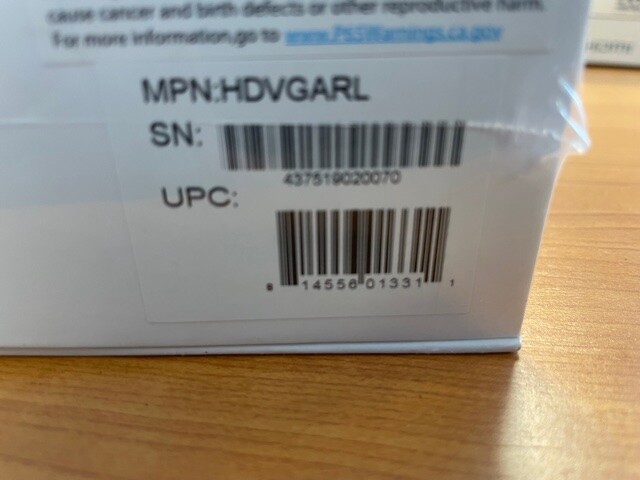 cause cancer and birth defects or other reproductive harm.
For more information,go to www.P65Warnings.ca.gov
MPN:HDVGARL
SN:
437519020070
UPC:
8 14556 01331 1